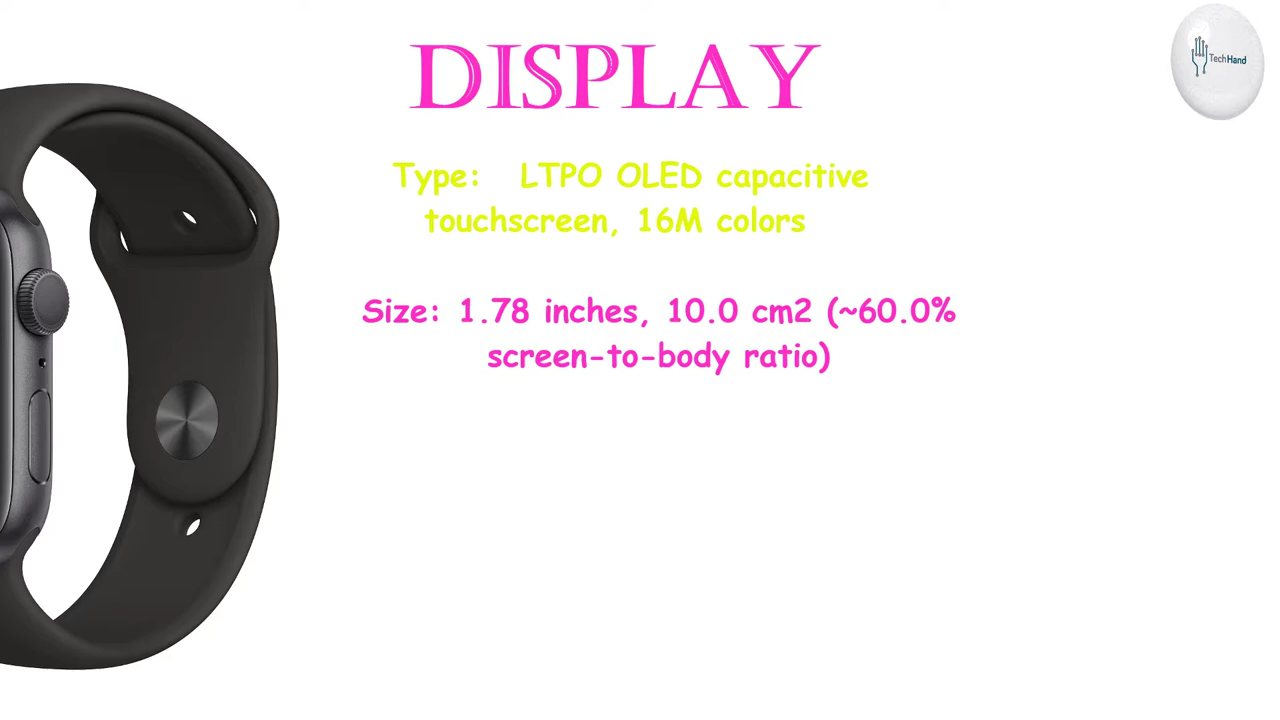 TechHand
DISPLAY
Type: LTPO OLED capacitive
touchscreen, 16M colors
Size: 1.78 inches, 10.0 cm2 (~60.0%
screen-to-body ratio)